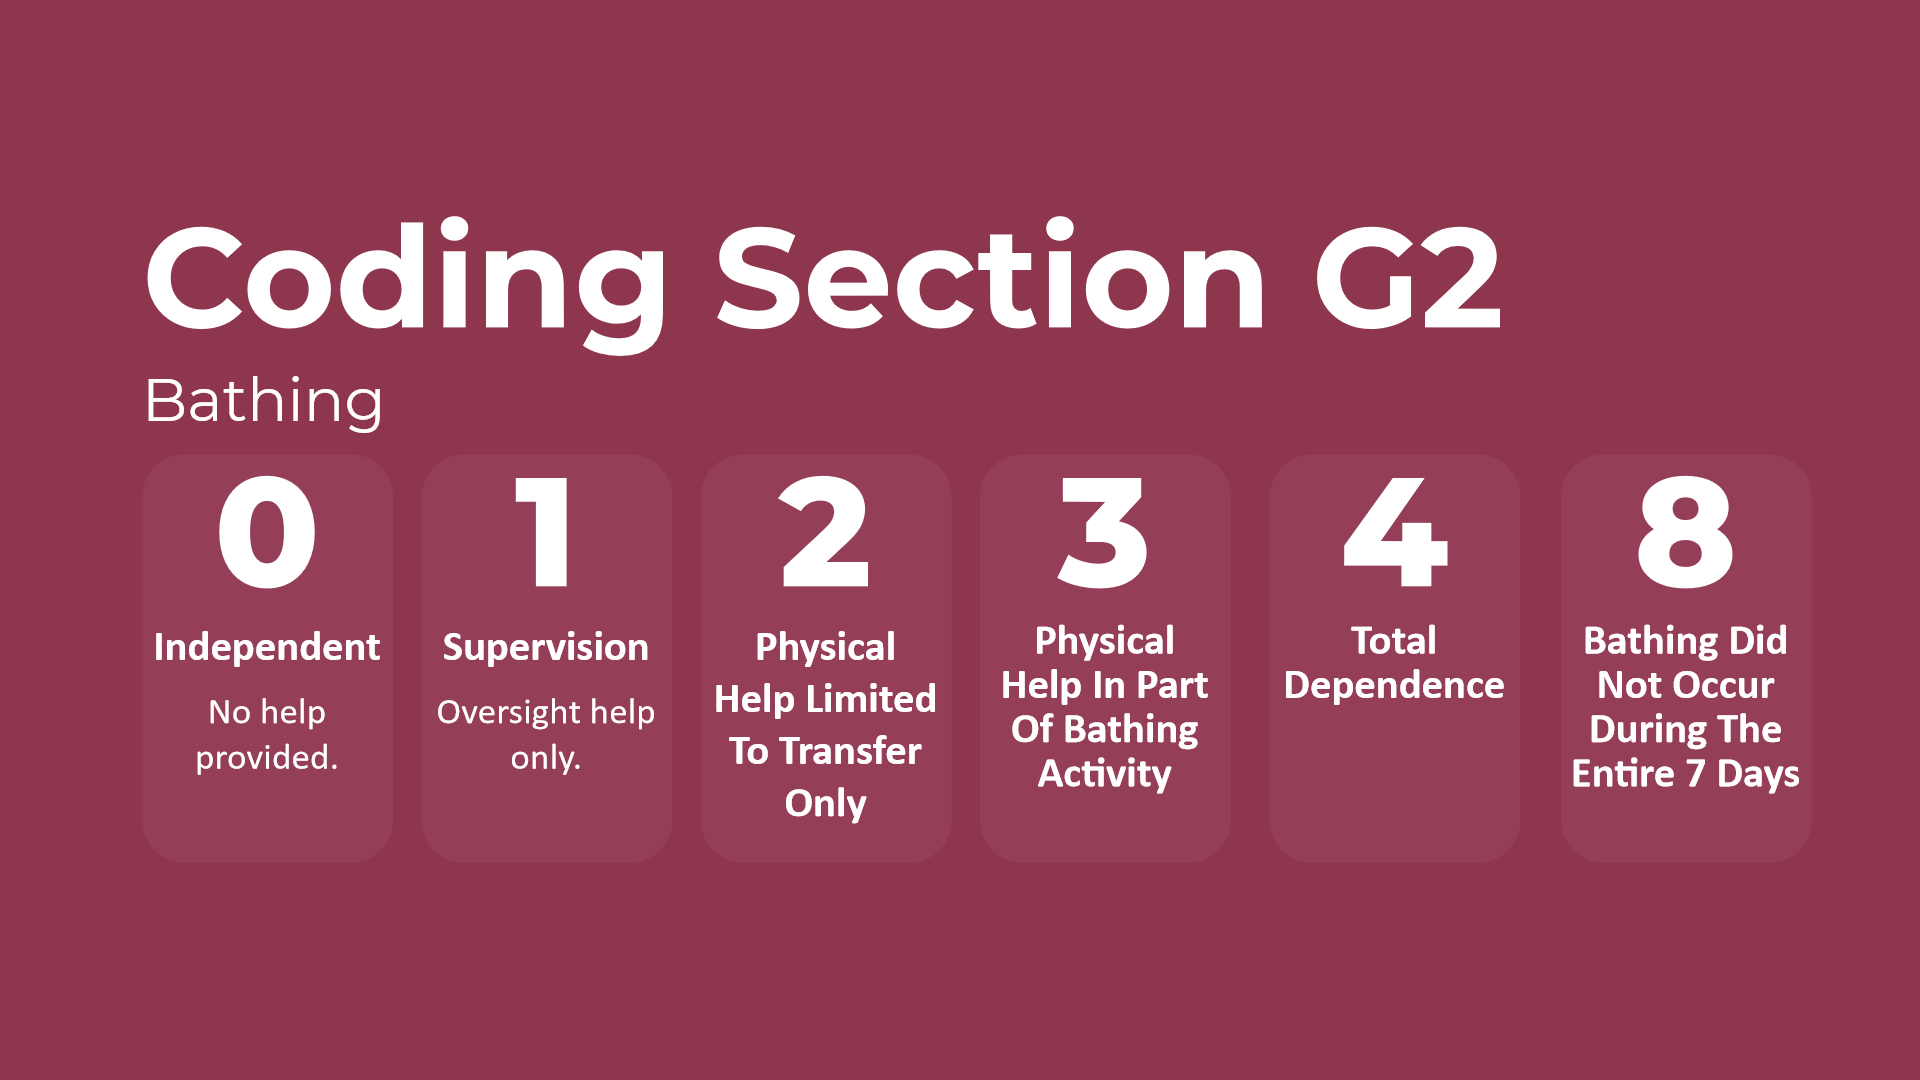 Coding Section G2
Bathing
0
Independent
No help
provided.
1
Supervision
Oversight help
only.
2
Physical
Help Limited
To Transfer
Only
3
Physical
Help In Part
Of Bathing
Activity
4
Total
Dependence
8
Bathing Did
Not Occur
During The
Entire 7 Days